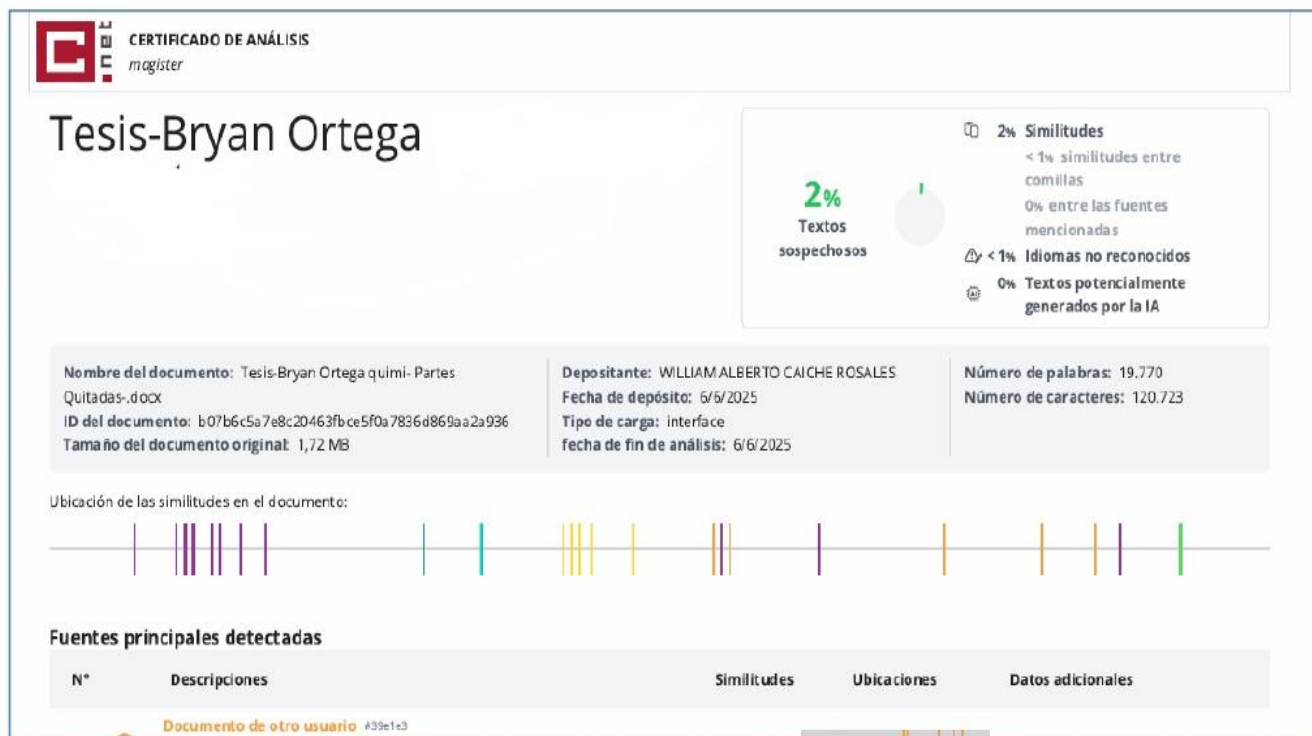 C
inet
CERTIFICADO DE ANÁLISIS
magister
Tesis-Bryan Ortega
2%
Textos
sospechosos
2% Similitudes
< 1% similitudes entre
comillas
0% entre las fuentes
mencionadas
< 1% Idiomas no reconocidos
0% Textos potencialmente
generados por la IA
Nombre del documento: Tesis-Bryan Ortega quimi- Partes
Quitadas-.docx
ID del documento: b07b6c5a7e8c20463fbce5f0a7836d869aa2a936
Tamaño del documento original: 1,72 MB
Depositante: WILLIAM ALBERTO CAICHE ROSALES
Fecha de depósito: 6/6/2025
Tipo de carga: interface
fecha de fin de análisis: 6/6/2025
Número de palabras: 19.770
Número de caracteres: 120.723
Ubicación de las similitudes en el documento:
Fuentes principales detectadas
N° Descripciones Similitudes Ubicaciones Datos adicionales
Documento de otro usuario #39e1e3